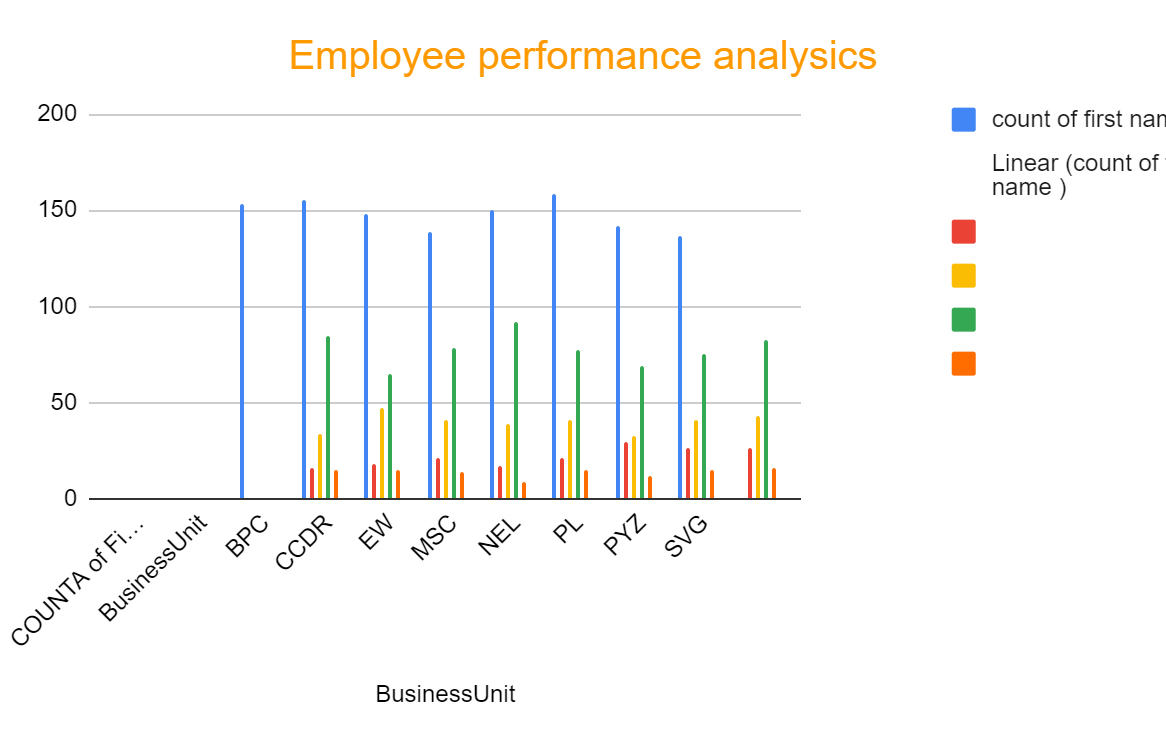 Employee performance analysics
200
150
100
50
0
COUNTA of Fi...
BusinessUnit
BPC
CCDR
EW
MSC
NEL
PL
PYZ
SVG
BusinessUnit
count of first
Linear (count of
name )